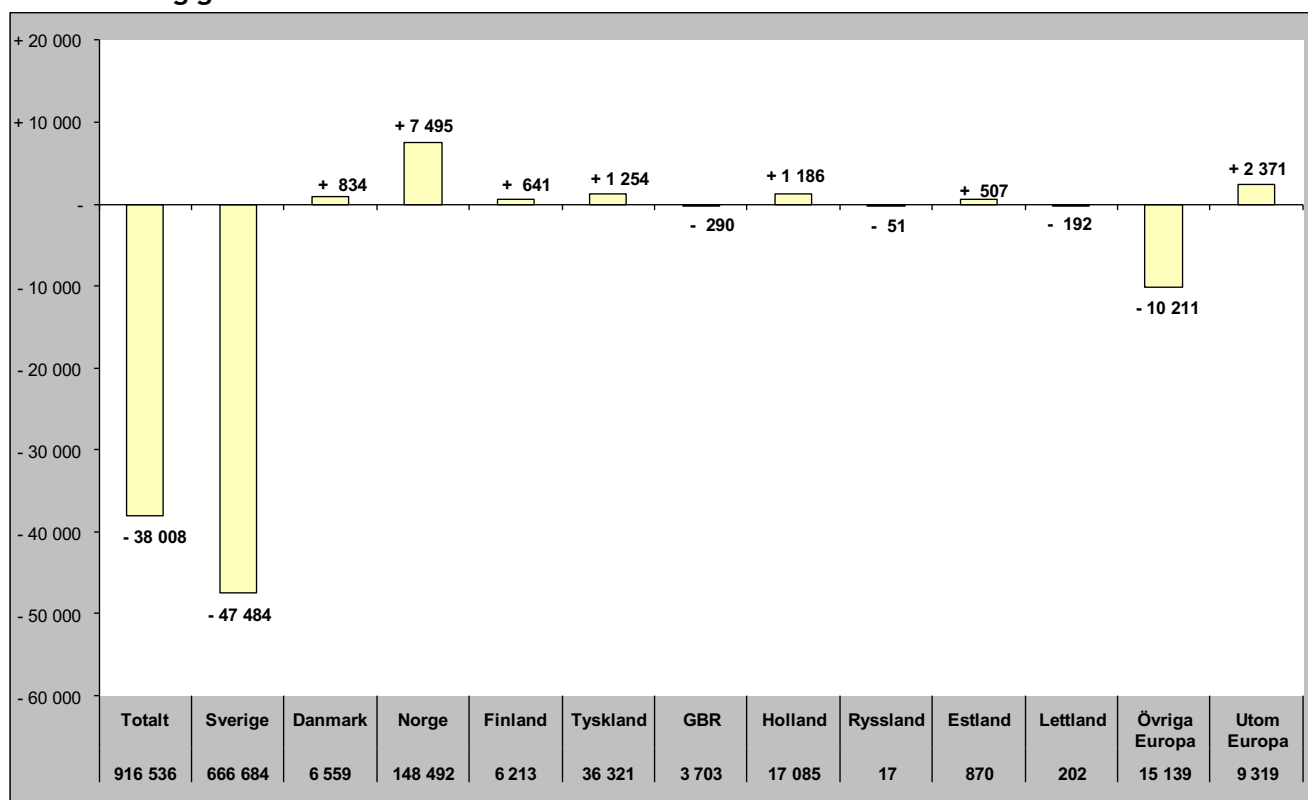 + 20 000
+ 10 000
-
- 10 000
- 20 000
- 30 000
- 40 000
- 50 000
- 60 000
- 38 008
- 47 484
+ 834
+ 7 495
+ 641
+ 1 254
- 290
+ 1 186
- 51
+ 507
- 192
- 10 211
+ 2 371
Totalt Sverige Danmark Norge Finland Tyskland GBR Holland Ryssland Estland Lettland Övriga Europa Utom Europa
916 536 666 684 6 559 148 492 6 213 36 321 3 703 17 085 17 870 202 15 139 9 319